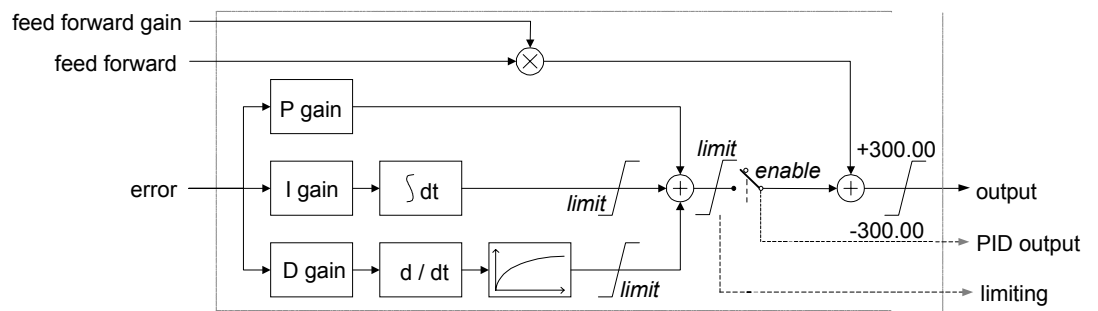 feed forward gain
feed forward
P gain
limit
enable
+300.00
error
I gain
∫ dt
limit
output
-300.00
PID output
D gain
d / dt
limit
limiting